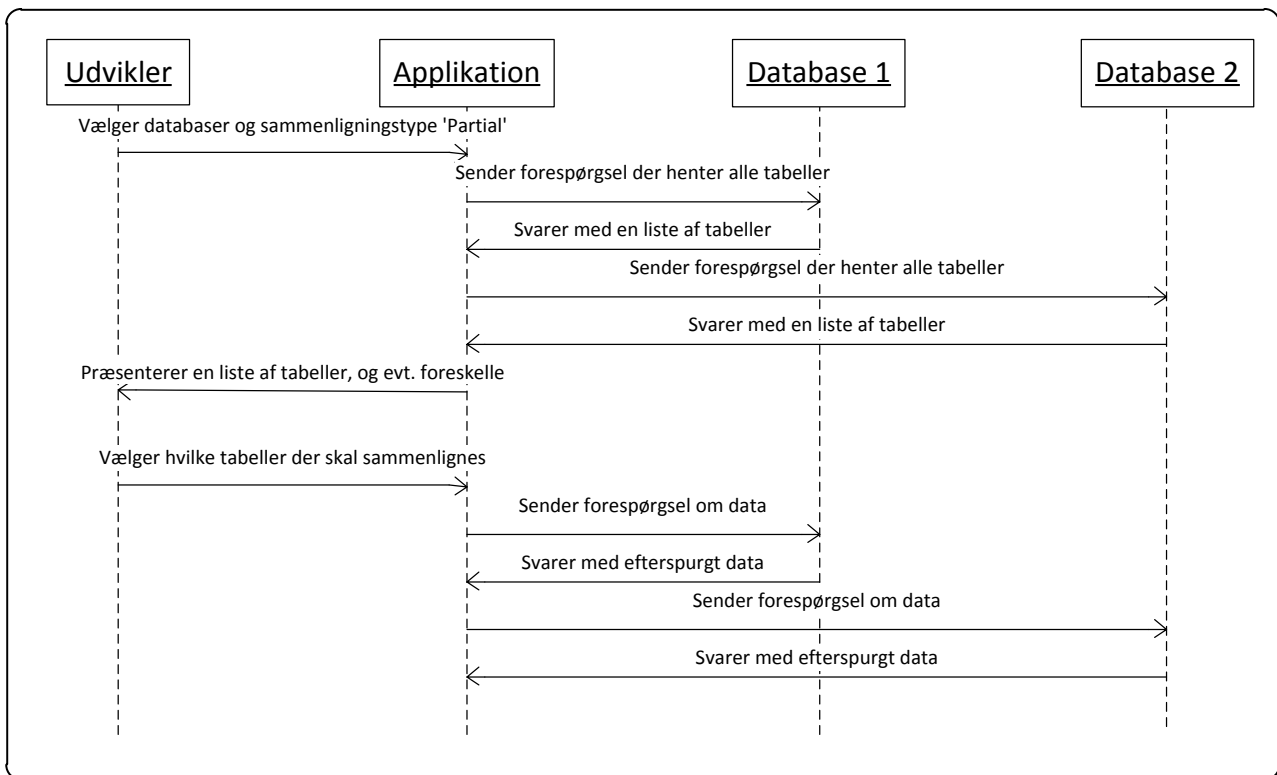 Udvikler
Applikation
Database 1
Database 2
Vælger databaser og sammenligningstype 'Partial'
Sender forespørgsel der henter alle tabeller
Svarer med en liste af tabeller
Sender forespørgsel der henter alle tabeller
Svarer med en liste af tabeller
Præsenterer en liste af tabeller, og evt. foreskelle
Vælger hvilke tabeller der skal sammenlignes
Sender forespørgsel om data
Svarer med efterspurgt data
Sender forespørgsel om data
Svarer med efterspurgt data